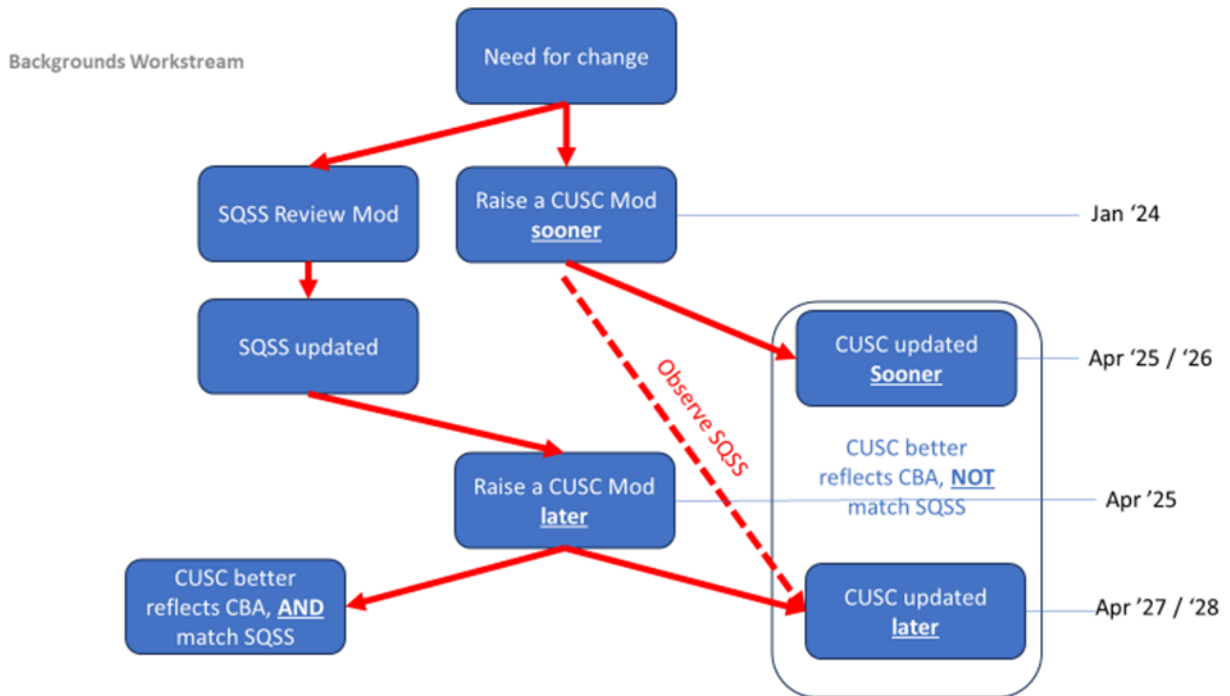 Backgrounds Workstream
Need for change
SQSS Review Mod
Raise a CUSC Mod
sooner
Jan ‘24
SQSS updated
CUSC updated
Sooner
Apr ‘25 / ‘26
Observe SQSS
CUSC better
reflects CBA, NOT
match SQSS
Raise a CUSC Mod
later
Apr ’25
CUSC better
reflects CBA, AND
match SQSS
CUSC updated
later
Apr ‘27 / ‘28